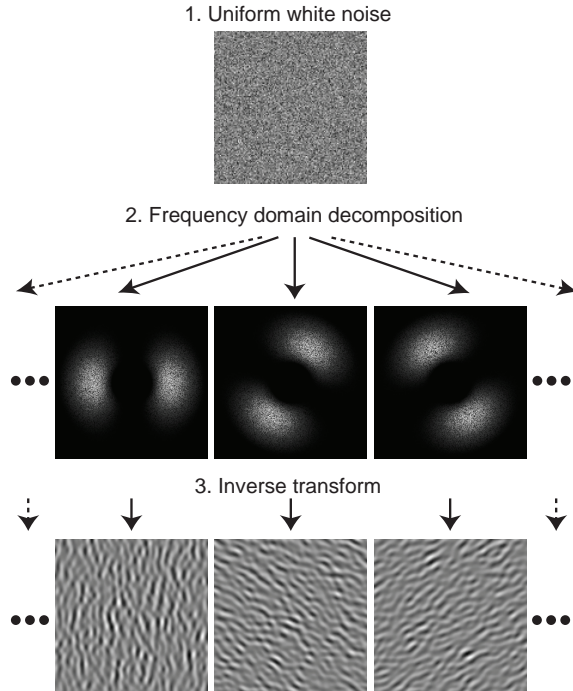 1. Uniform white noise
2. Frequency domain decomposition
3. Inverse transform